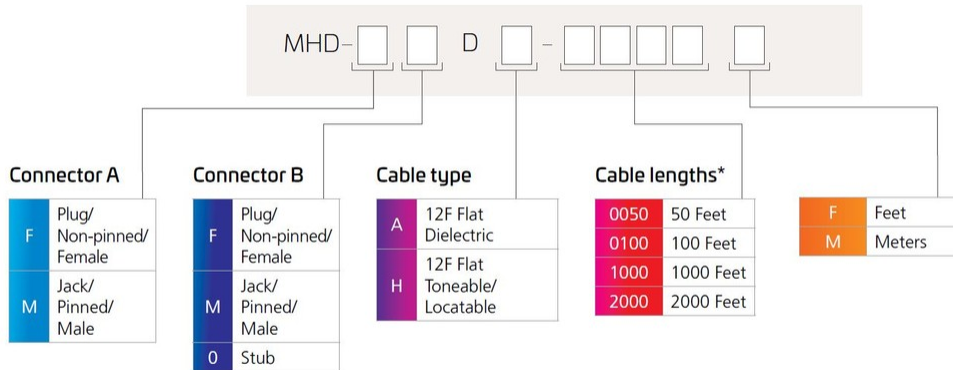 MHD- D -
Connector A
F Plug/
Non-pinned/
Female
M Jack/
Pinned/
Male
Connector B
F Plug/
Non-pinned/
Female
M Jack/
Pinned/
Male
0 Stub
Cable type
A 12F Flat
Dielectric
H 12F Flat
Toneable/
Locatable
Cable lengths*
0050 50 Feet
0100 100 Feet
1000 1000 Feet
2000 2000 Feet
F Feet
M Meters